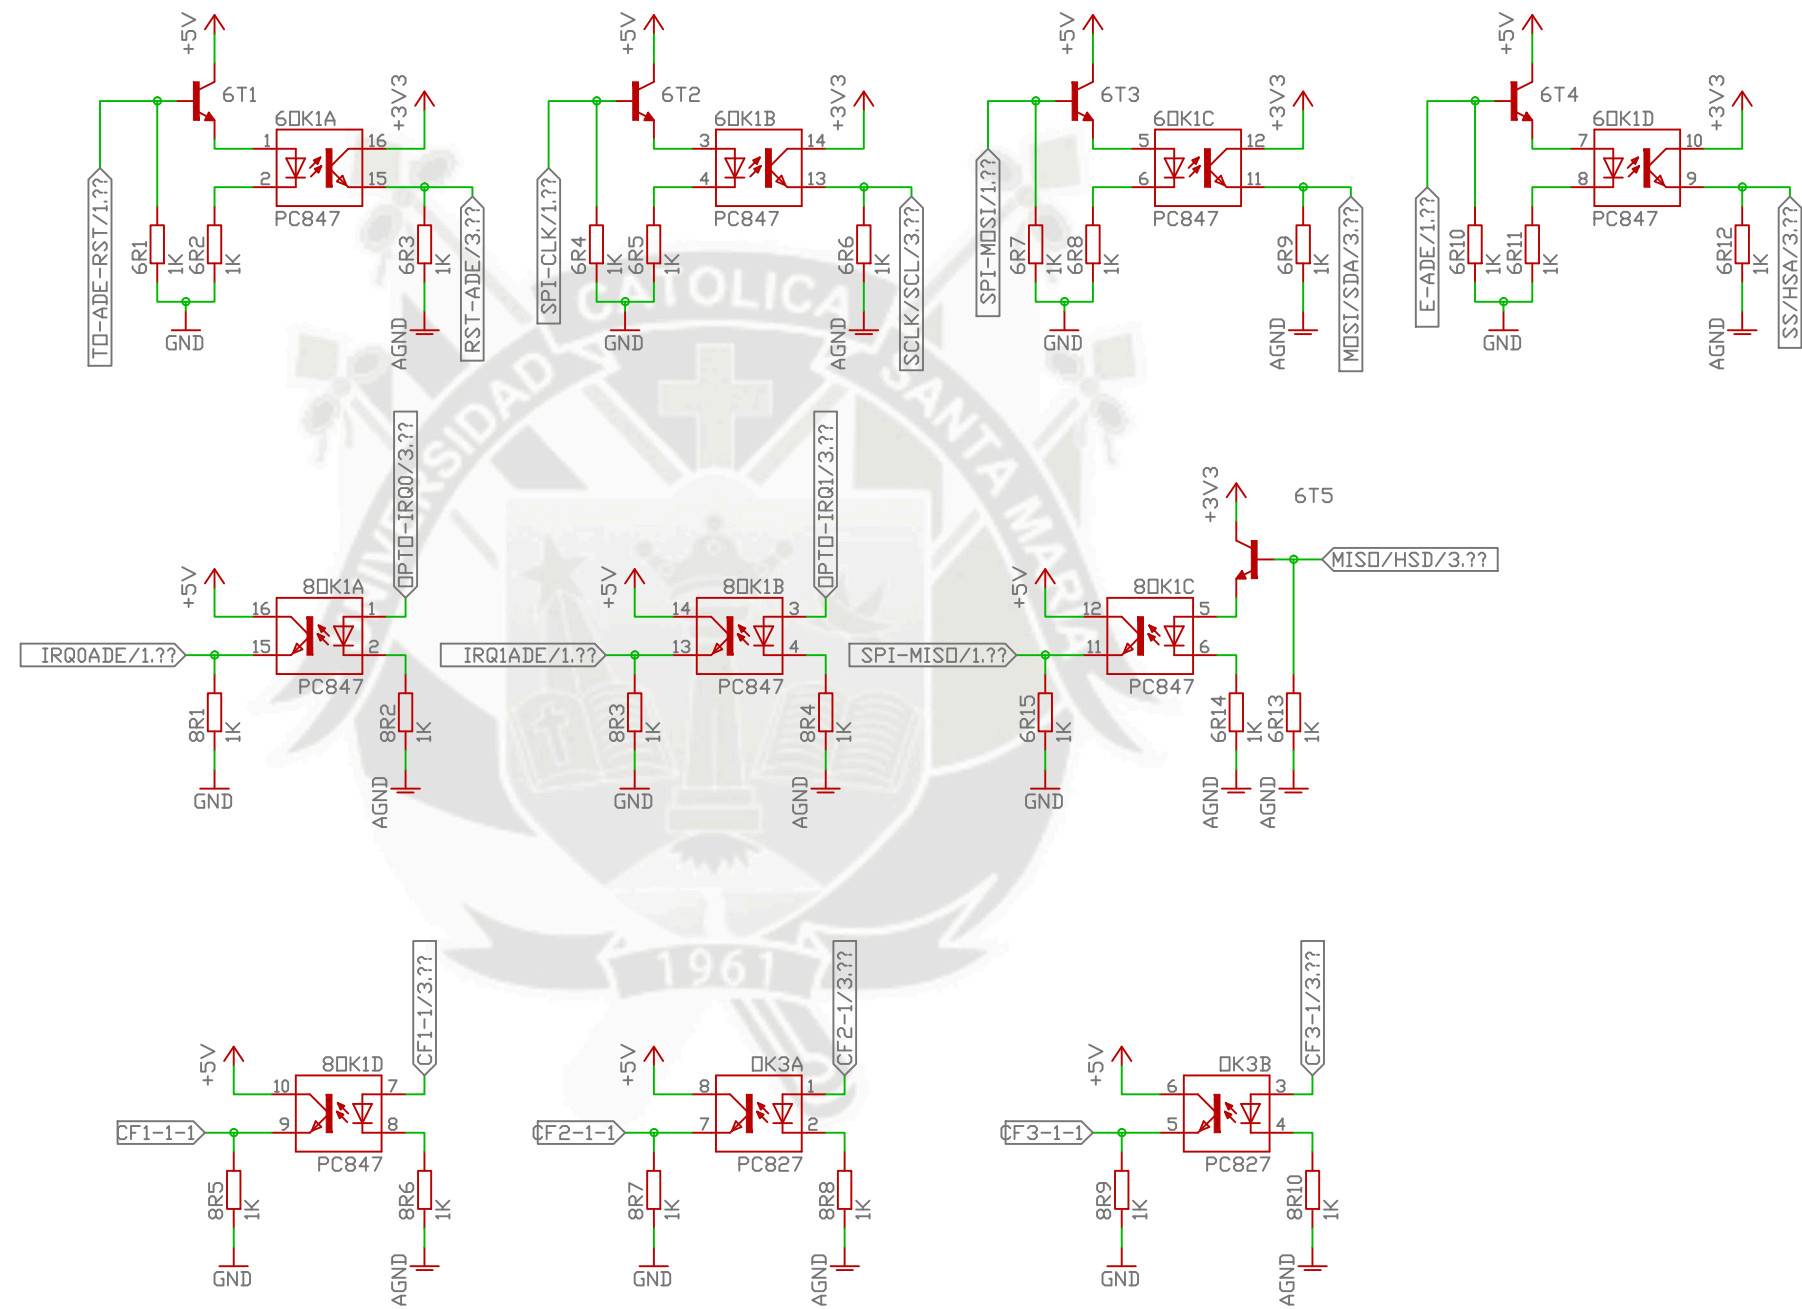 +5V
6T1
+3V3
6OK1A
1
16
2
15
PC847
TO-ADE-RST/1.??
6R1
1K
6R2
1K
6R3
1K
RST-ADE/3.??
GND
AGND
+5V
6T2
+3V3
6OK1B
3
14
4
13
PC847
SPI-CLK/1.??
6R4
1K
6R5
1K
6R6
1K
SCLK/SCL/3.??
GND
AGND
+5V
6T3
+3V3
6OK1C
5
12
6
11
PC847
SPI-MOSI/1.??
6R7
1K
6R8
1K
6R9
1K
MOSI/SDA/3.??
GND
AGND
+5V
6T4
+3V3
6OK1D
7
10
8
9
PC847
E-ADE/1.??
6R10
1K
6R11
1K
6R12
1K
SS/HSA/3.??
GND
AGND
UNIVERSIDAD CATOLICA SANTA MARIA
1961
+5V
8OK1A
OPTO-IRQ0/3.??
16
1
15
2
IRQ0ADE/1.??
PC847
8R1
1K
8R2
1K
GND
AGND
+5V
8OK1B
OPTO-IRQ1/3.??
14
3
13
4
IRQ1ADE/1.??
PC847
8R3
1K
8R4
1K
GND
AGND
+3V3
6T5
MISO/HSD/3.??
+5V
8OK1C
12
5
11
6
SPI-MISO/1.??
PC847
6R15
1K
6R14
1K
6R13
1K
GND
AGND
AGND
+5V
8OK1D
CF1-1/3.??
10
7
9
8
CF1-1-1
PC847
8R5
1K
8R6
1K
GND
AGND
+5V
OK3A
CF2-1/3.??
8
1
7
2
CF2-1-1
PC827
8R7
1K
8R8
1K
GND
AGND
+5V
OK3B
CF3-1/3.??
6
3
5
4
CF3-1-1
PC827
8R9
1K
8R10
1K
GND
AGND